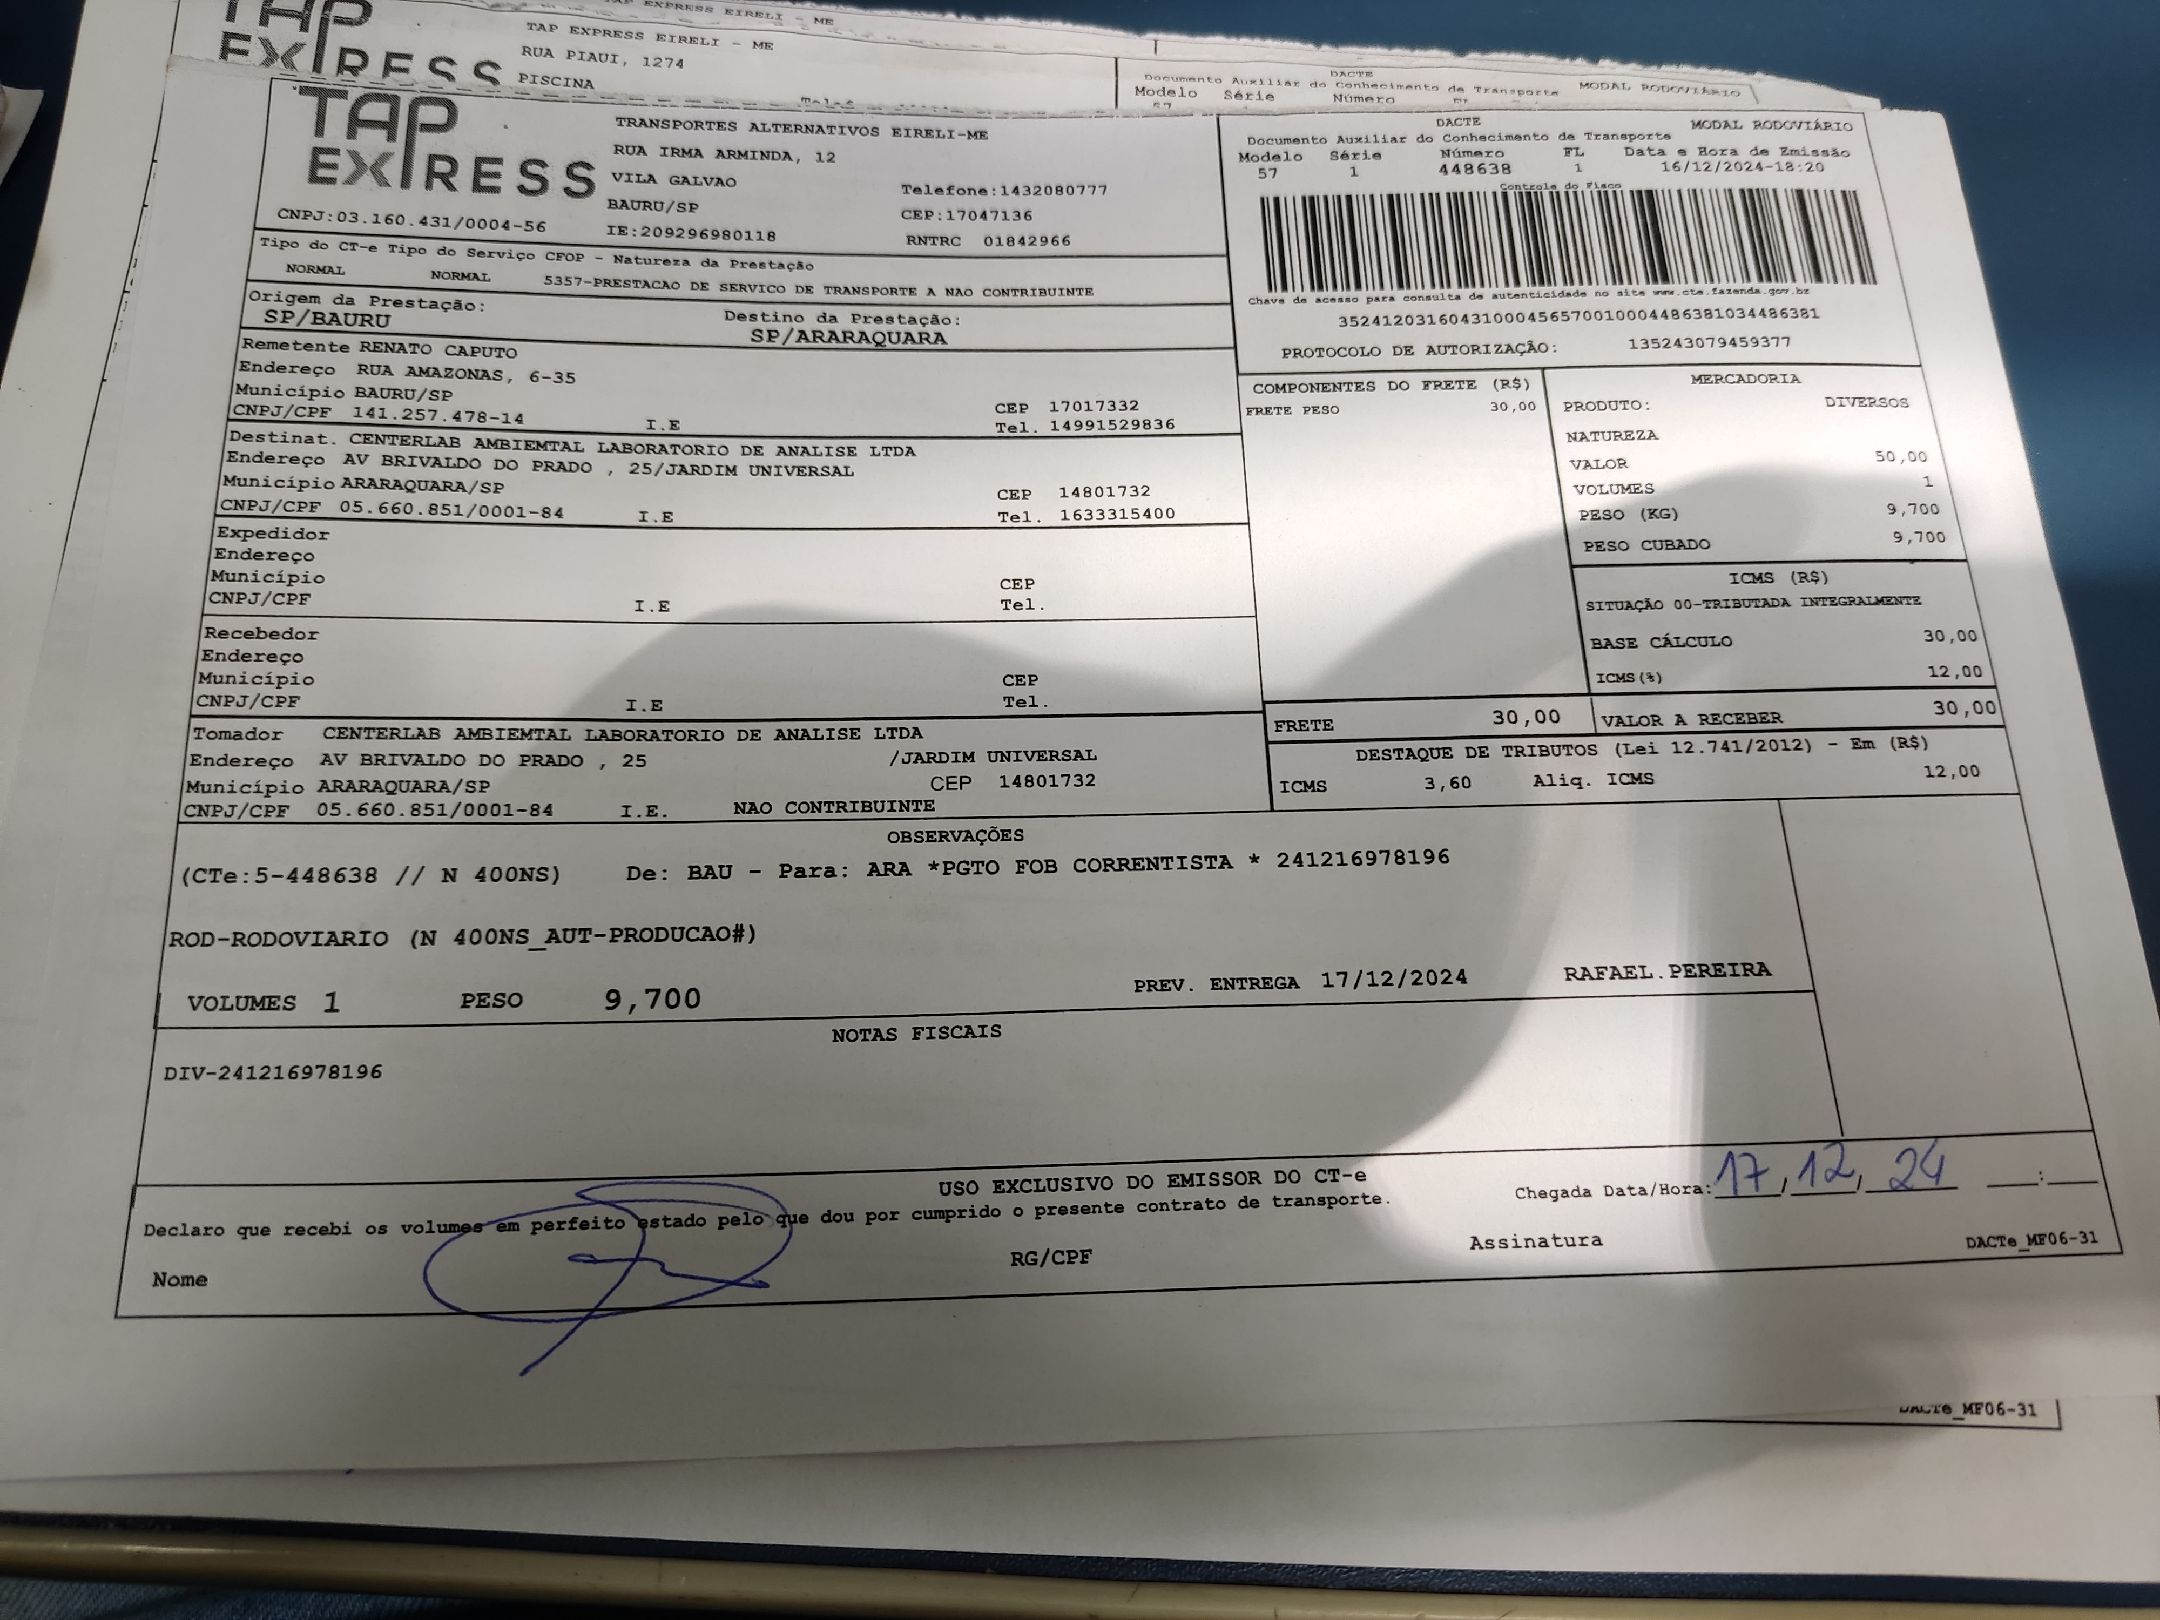 TAP EXPRESS EIRELI - ME
TAP
EXPRESS
TAP EXPRESS EIRELI - ME
RUA PIAUI, 1274
PISCINA
DACTE
Documento Auxiliar do Conhecimento de Transporte MODAL RODOVIÁRIO
Modelo Série Número
TAP
EXPRESS
CNPJ:03.160.431/0004-56
TRANSPORTES ALTERNATIVOS EIRELI-ME
RUA IRMA ARMINDA, 12
VILA GALVAO Telefone:1432080777
BAURU/SP CEP:17047136
IE:209296980118 RNTRC 01842966
DACTE MODAL RODOVIÁRIO
Documento Auxiliar do Conhecimento de Transporte
Modelo Série Número FL Data e Hora de Emissão
57 1 448638 1 16/12/2024-18:20
Controle do Fisco
Chave de acesso para consulta de autenticidade no site www.cte.fazenda.gov.bz
35241203160431000456570010004486381034486381
PROTOCOLO DE AUTORIZAÇÃO: 135243079459377
Tipo do CT-e Tipo do Serviço CFOP - Natureza da Prestação
NORMAL NORMAL 5357-PRESTACAO DE SERVICO DE TRANSPORTE A NAO CONTRIBUINTE
Origem da Prestação: Destino da Prestação:
SP/BAURU SP/ARARAQUARA
Remetente RENATO CAPUTO
Endereço RUA AMAZONAS, 6-35
Município BAURU/SP CEP 17017332
CNPJ/CPF 141.257.478-14 I.E Tel. 14991529836
Destinat. CENTERLAB AMBIEMTAL LABORATORIO DE ANALISE LTDA
Endereço AV BRIVALDO DO PRADO , 25/JARDIM UNIVERSAL
Município ARARAQUARA/SP CEP 14801732
CNPJ/CPF 05.660.851/0001-84 I.E Tel. 1633315400
Expedidor
Endereço
Município CEP
CNPJ/CPF I.E Tel.
Recebedor
Endereço
Município CEP
CNPJ/CPF I.E Tel.
Tomador CENTERLAB AMBIEMTAL LABORATORIO DE ANALISE LTDA
Endereço AV BRIVALDO DO PRADO , 25 /JARDIM UNIVERSAL
Município ARARAQUARA/SP CEP 14801732
CNPJ/CPF 05.660.851/0001-84 I.E. NAO CONTRIBUINTE
COMPONENTES DO FRETE (R$)
FRETE PESO 30,00
MERCADORIA
PRODUTO: DIVERSOS
NATUREZA
VALOR 50,00
VOLUMES 1
PESO (KG) 9,700
PESO CUBADO 9,700
ICMS (R$)
SITUAÇÃO 00-TRIBUTADA INTEGRALMENTE
BASE CÁLCULO 30,00
ICMS(%) 12,00
FRETE 30,00 VALOR A RECEBER 30,00
DESTAQUE DE TRIBUTOS (Lei 12.741/2012) - Em (R$)
ICMS 3,60 Aliq. ICMS 12,00
OBSERVAÇÕES
(CTe:5-448638 // N 400NS) De: BAU - Para: ARA *PGTO FOB CORRENTISTA * 241216978196
ROD-RODOVIARIO (N 400NS_AUT-PRODUCAO#)
VOLUMES 1 PESO 9,700 PREV. ENTREGA 17/12/2024 RAFAEL.PEREIRA
NOTAS FISCAIS
DIV-241216978196
USO EXCLUSIVO DO EMISSOR DO CT-e
Declaro que recebi os volumes em perfeito estado pelo que dou por cumprido o presente contrato de transporte.
Chegada Data/Hora: 17, 12, 24 __:__
Nome RG/CPF Assinatura DACTe_MF06-31
DACTe_MF06-31